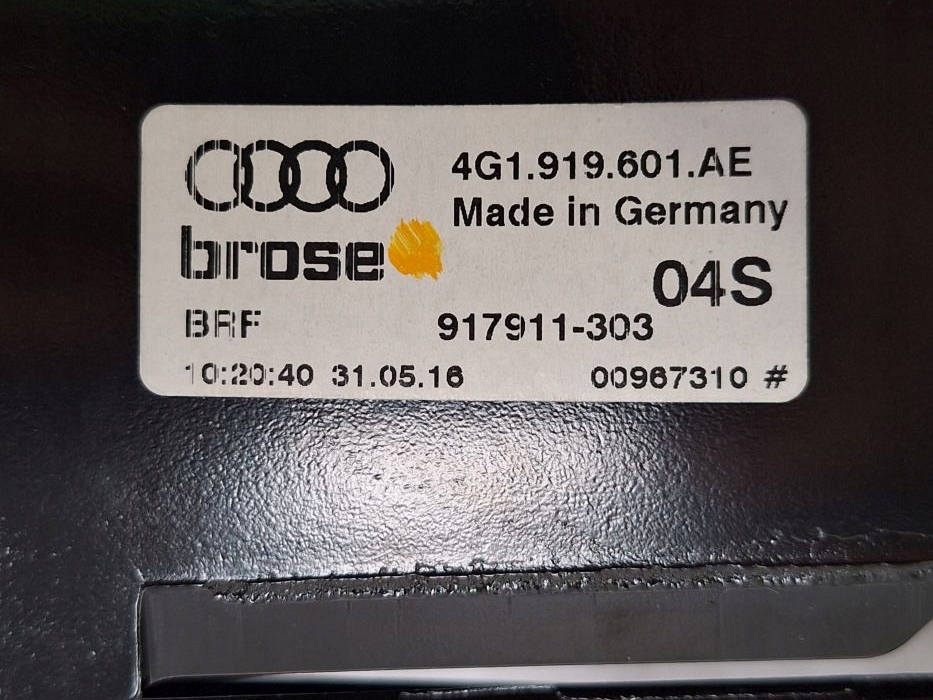 4G1.919.601.AE
Made in Germany
brose
04S
BRF 917911-303
10:20:40 31.05.16 00967310 #